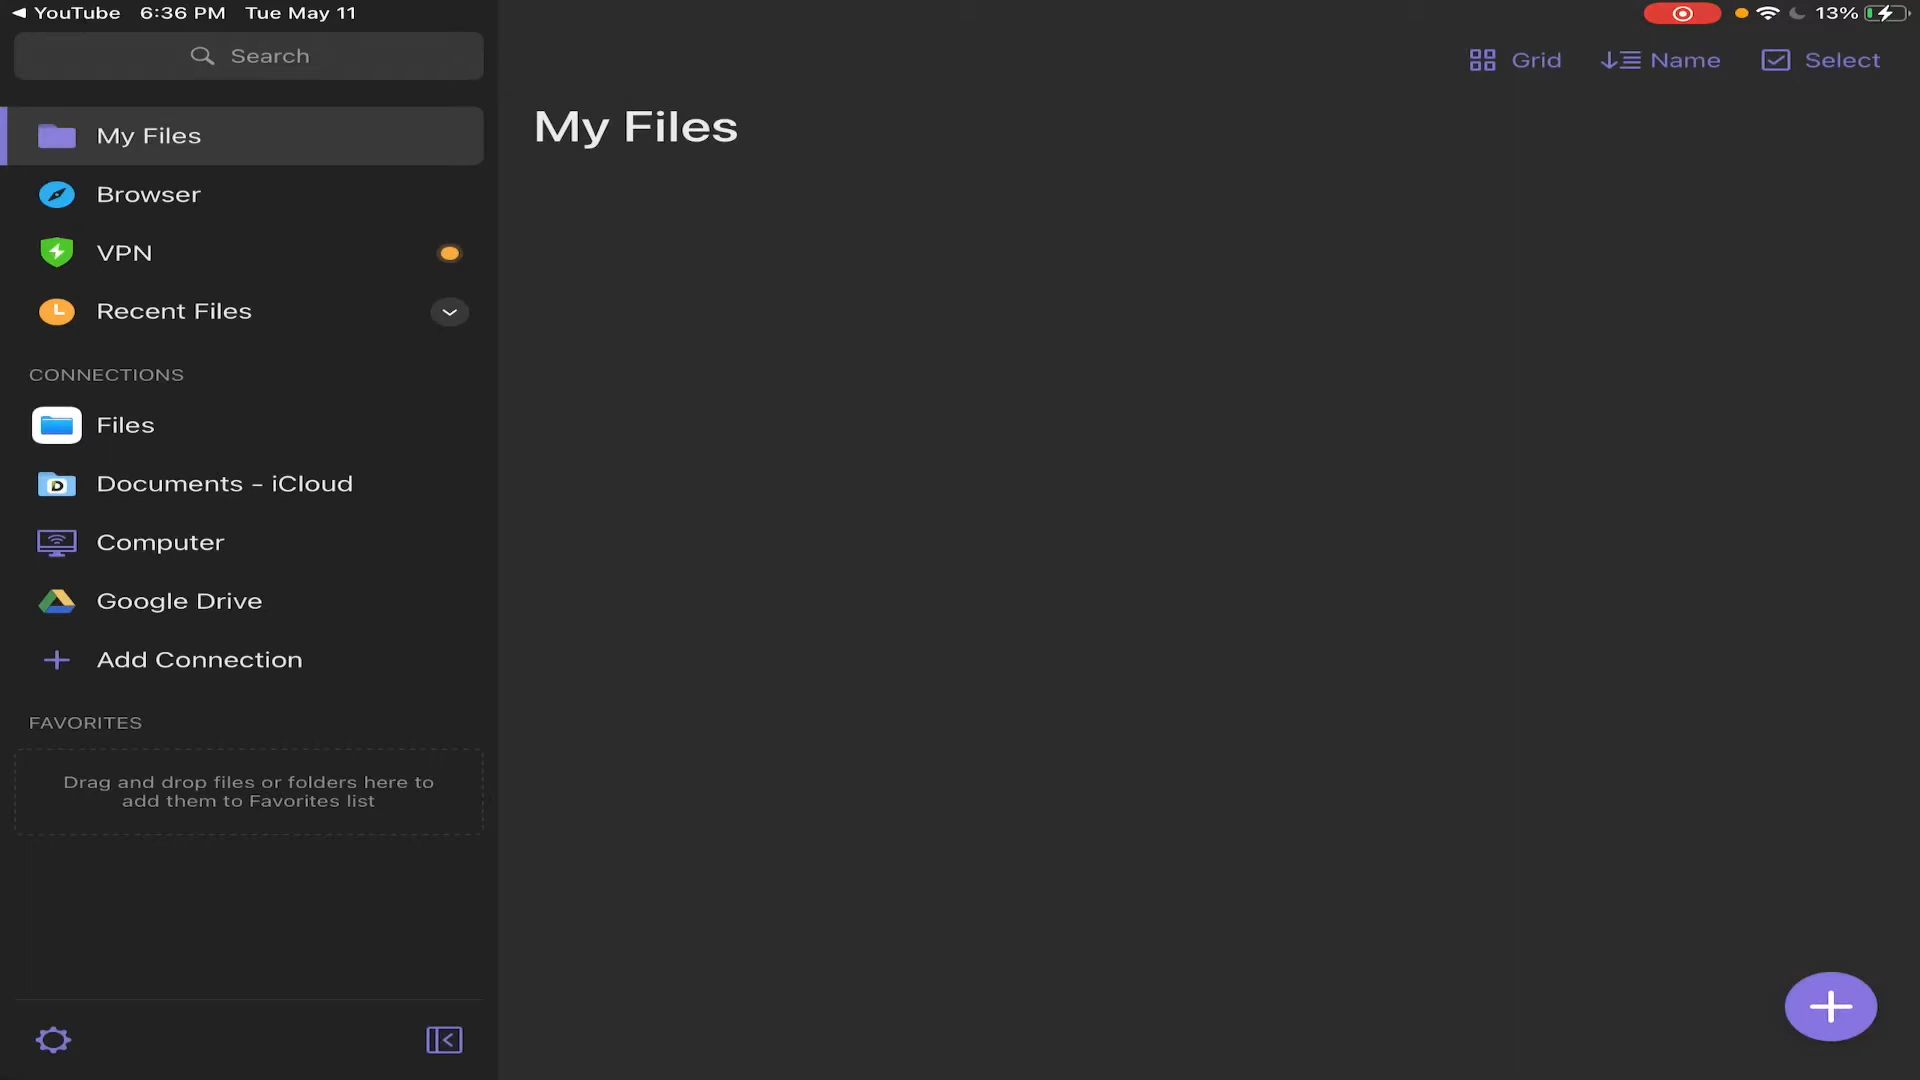 YouTube 6:36 PM Tue May 11
13%
Search
Grid
Name
Select
My Files
My Files
Browser
VPN
Recent Files
CONNECTIONS
Files
Documents – iCloud
Computer
Google Drive
Add Connection
FAVORITES
Drag and drop files or folders here to
add them to Favorites list